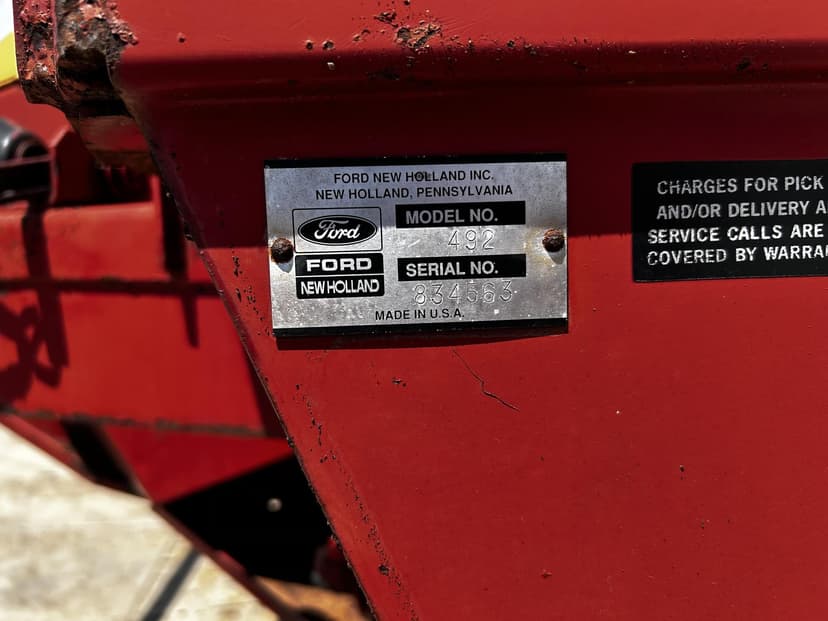 FORD NEW HOLLAND INC.
NEW HOLLAND, PENNSYLVANIA
Ford
FORD
NEW HOLLAND
MODEL NO.
492
SERIAL NO.
834563
MADE IN U.S.A.
CHARGES FOR PICK
AND/OR DELIVERY A
SERVICE CALLS ARE
COVERED BY WARRA